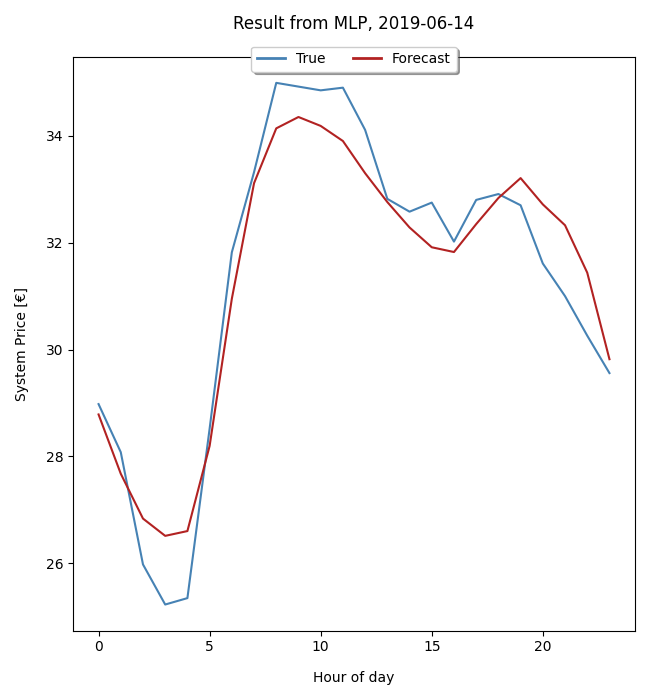 Result from MLP, 2019-06-14
True Forecast
34
32
30
28
26
System Price [€]
0 5 10 15 20
Hour of day